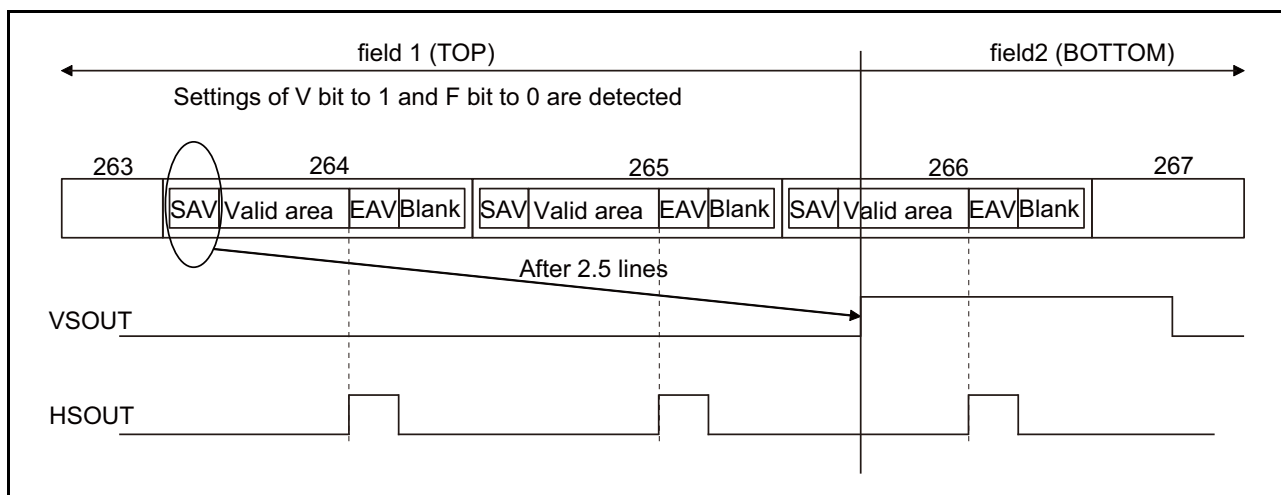 field 1 (TOP) field2 (BOTTOM)
Settings of V bit to 1 and F bit to 0 are detected
263 264 265 266 267
SAV Valid area EAV Blank SAV Valid area EAV Blank SAV Valid area EAV Blank
After 2.5 lines
VSOUT
HSOUT